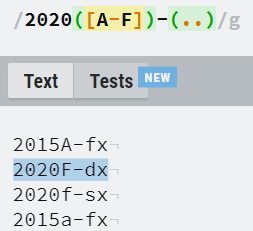 /2020([A-F])-(..)/g
Text Tests NEW
2015A-fx¬
2020F-dx¬
2020f-sx¬
2015a-fx¬